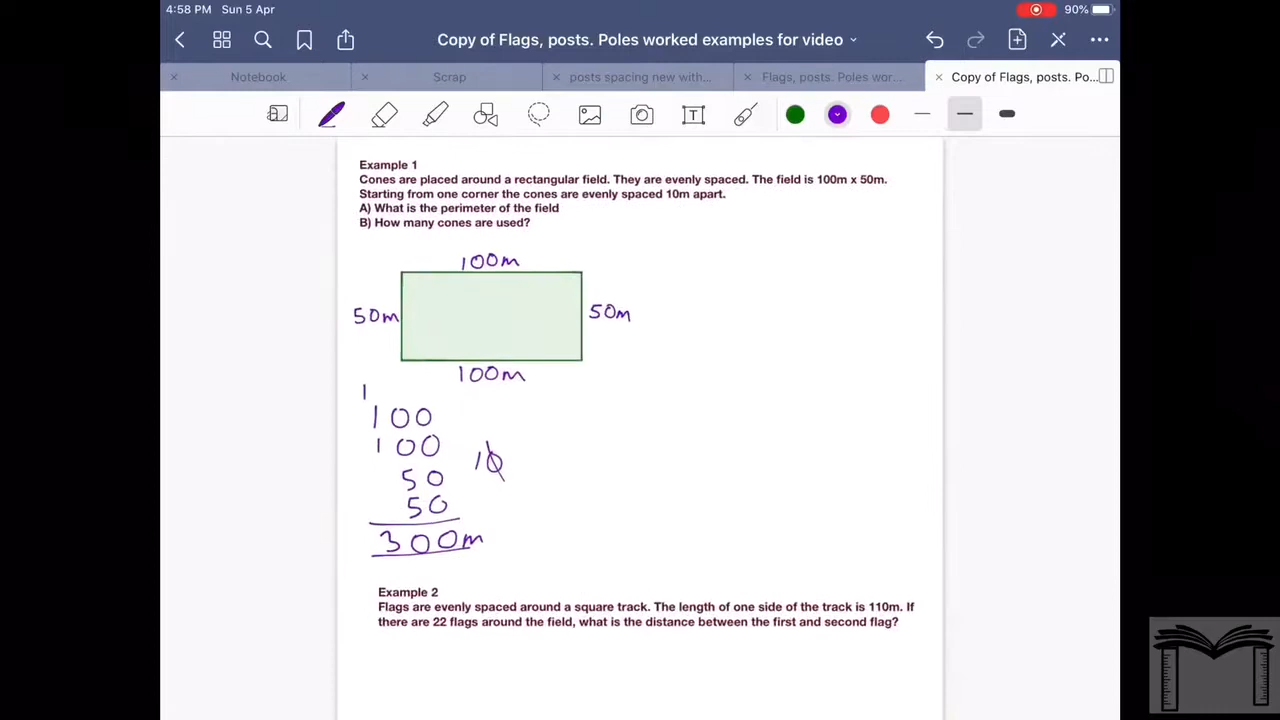 4:58 PM Sun 5 Apr
90%
Copy of Flags, posts. Poles worked examples for video
Notebook
Scrap
posts spacing new with...
Flags, posts. Poles wor...
Copy of Flags, posts. Po...
T
Example 1
Cones are placed around a rectangular field. They are evenly spaced. The field is 100m x 50m.
Starting from one corner the cones are evenly spaced 10m apart.
A) What is the perimeter of the field
B) How many cones are used?
100m
50m
50m
100m
1
100
100
10
50
50
300m
Example 2
Flags are evenly spaced around a square track. The length of one side of the track is 110m. If
there are 22 flags around the field, what is the distance between the first and second flag?